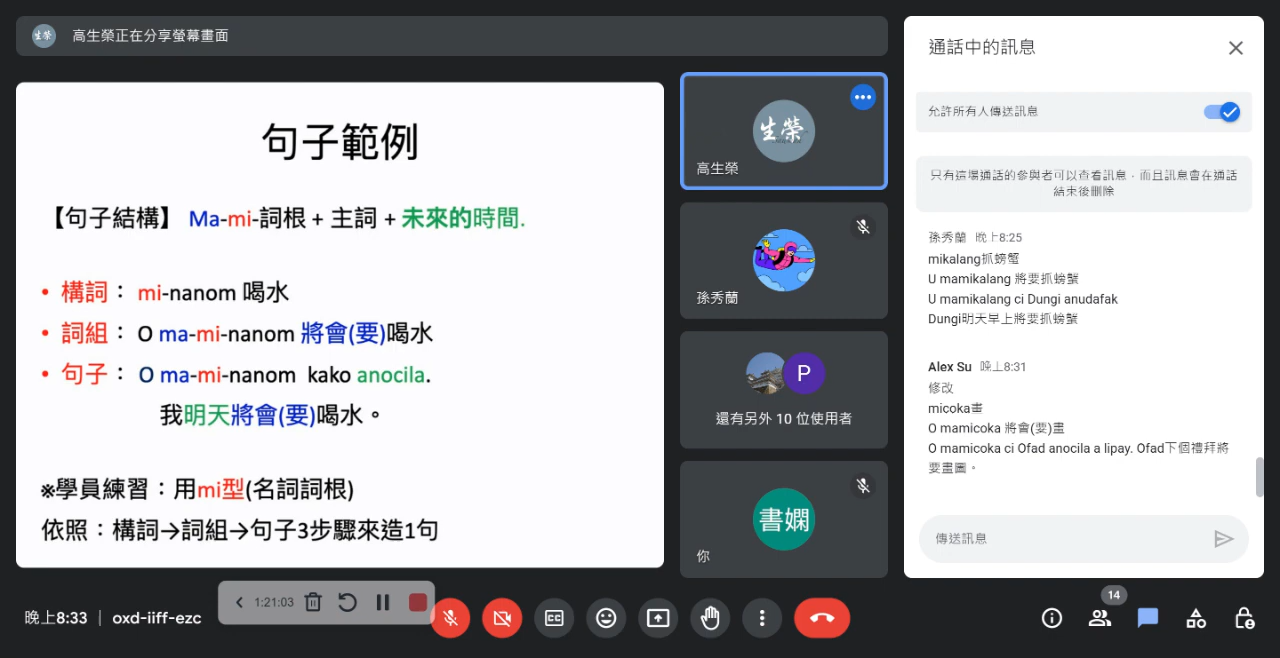 高生榮正在分享螢幕畫面
句子範例
【句子結構】 Ma-mi-詞根 + 主詞 + 未來的時間.
• 構詞： mi-nanom 喝水
• 詞組： O ma-mi-nanom 將會(要)喝水
• 句子： O ma-mi-nanom kako anocila.
我明天將會(要)喝水。
※學員練習：用mi型(名詞詞根)
依照：構詞→詞組→句子3步驟來造1句
生榮
高生榮
孫秀蘭
P
還有另外 10 位使用者
書嫻
你
通話中的訊息
允許所有人傳送訊息
只有這場通話的參與者可以查看訊息，而且訊息會在通話
結束後刪除
孫秀蘭 晚上8:25
mikalang抓螃蟹
U mamikalang 將要抓螃蟹
U mamikalang ci Dungi anudafak
Dungi明天早上將要抓螃蟹
Alex Su 晚上8:31
修改
micoka畫
O mamicoka 將會(要)畫
O mamicoka ci Ofad anocila a lipay. Ofad下個禮拜將
要畫圖。
傳送訊息
晚上8:33 | oxd-iiff-ezc
1:21:03
14